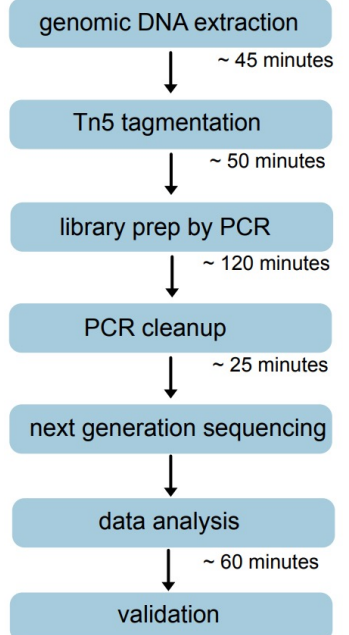 genomic DNA extraction
~ 45 minutes
Tn5 tagmentation
~ 50 minutes
library prep by PCR
~ 120 minutes
PCR cleanup
~ 25 minutes
next generation sequencing
data analysis
~ 60 minutes
validation